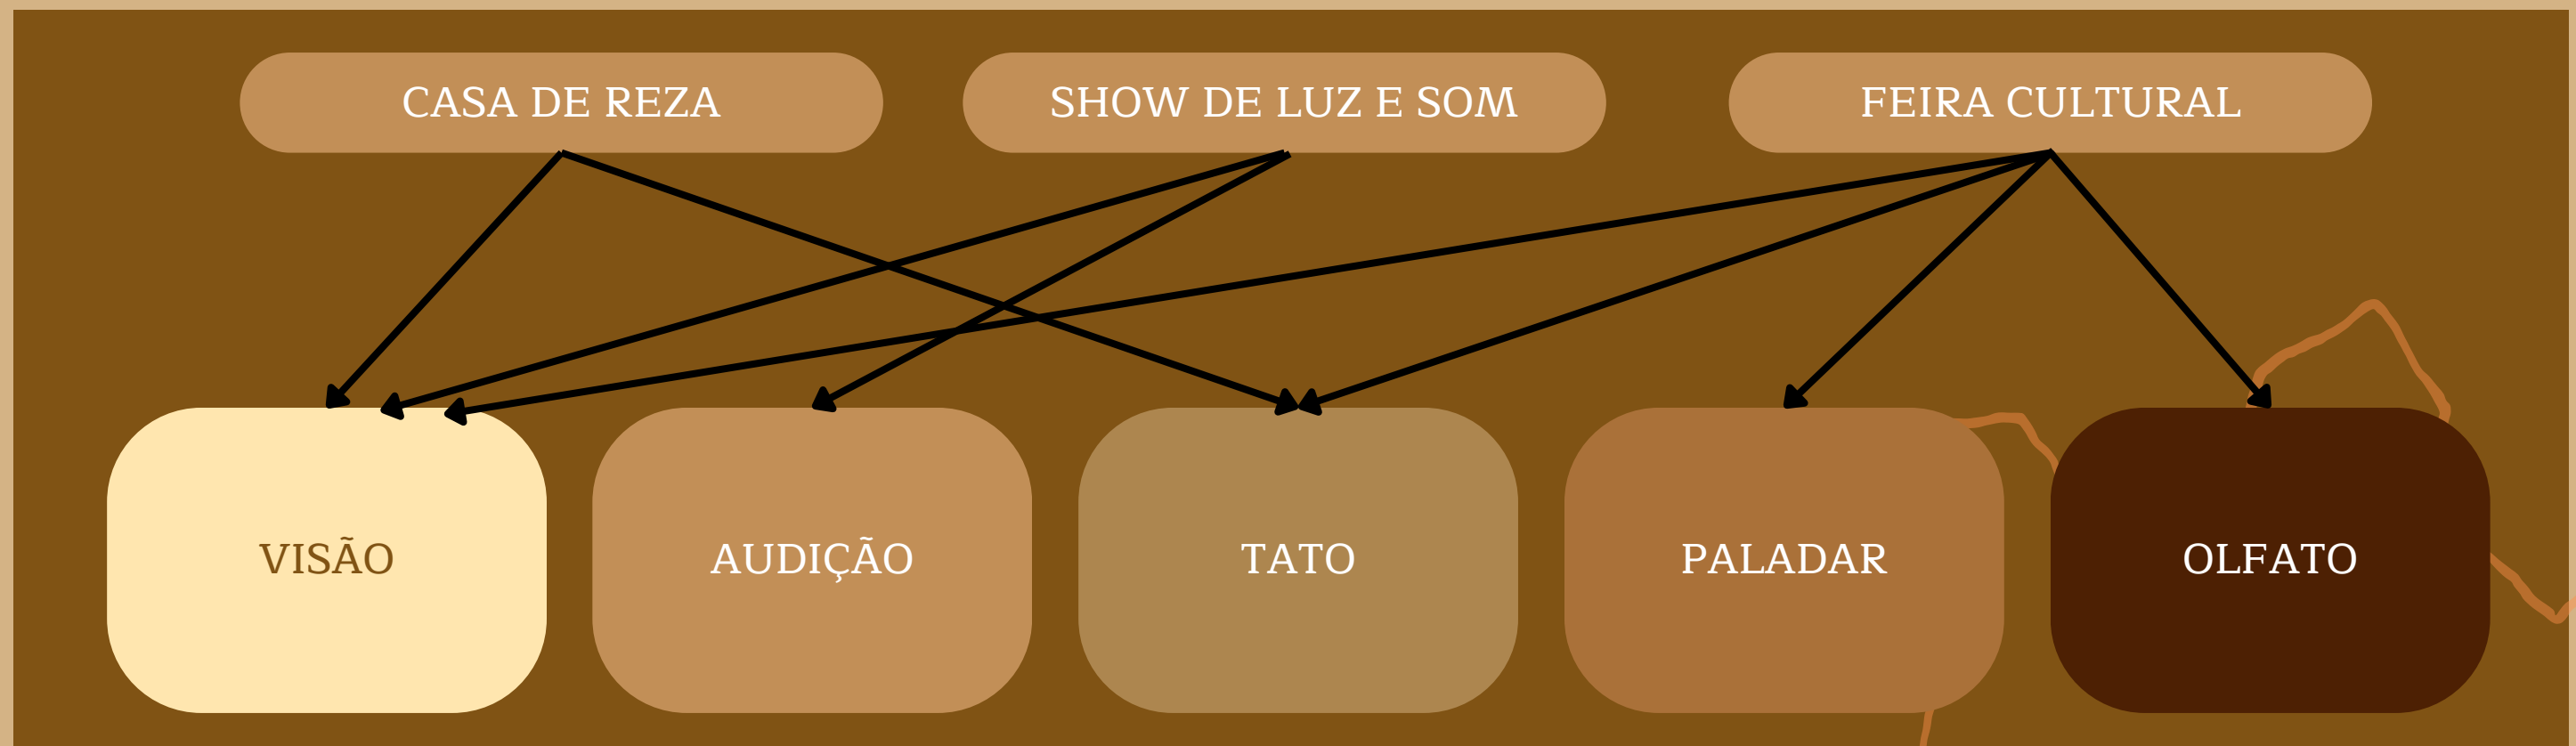 CASA DE REZA
SHOW DE LUZ E SOM
FEIRA CULTURAL
VISÃO
AUDIÇÃO
TATO
PALADAR
OLFATO